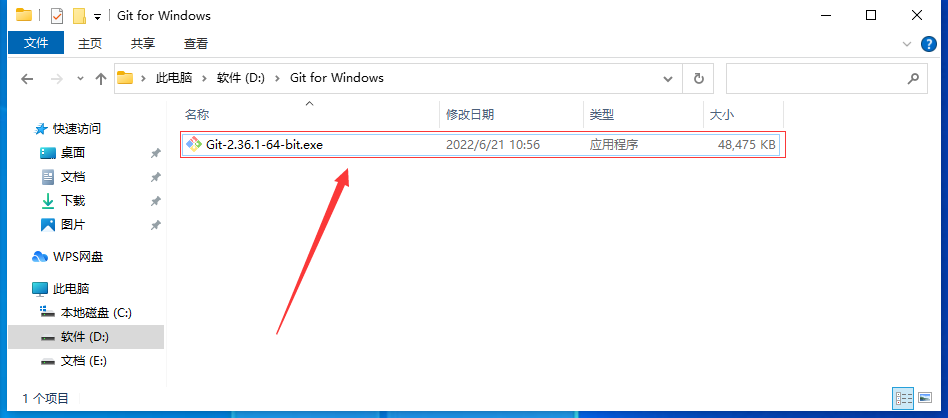 Git for Windows
文件 主页 共享 查看
此电脑 软件 (D:) Git for Windows
名称 修改日期 类型 大小
Git-2.36.1-64-bit.exe 2022/6/21 10:56 应用程序 48,475 KB
快速访问
桌面
文档
下载
图片
WPS网盘
此电脑
本地磁盘 (C:)
软件 (D:)
文档 (E:)
1 个项目